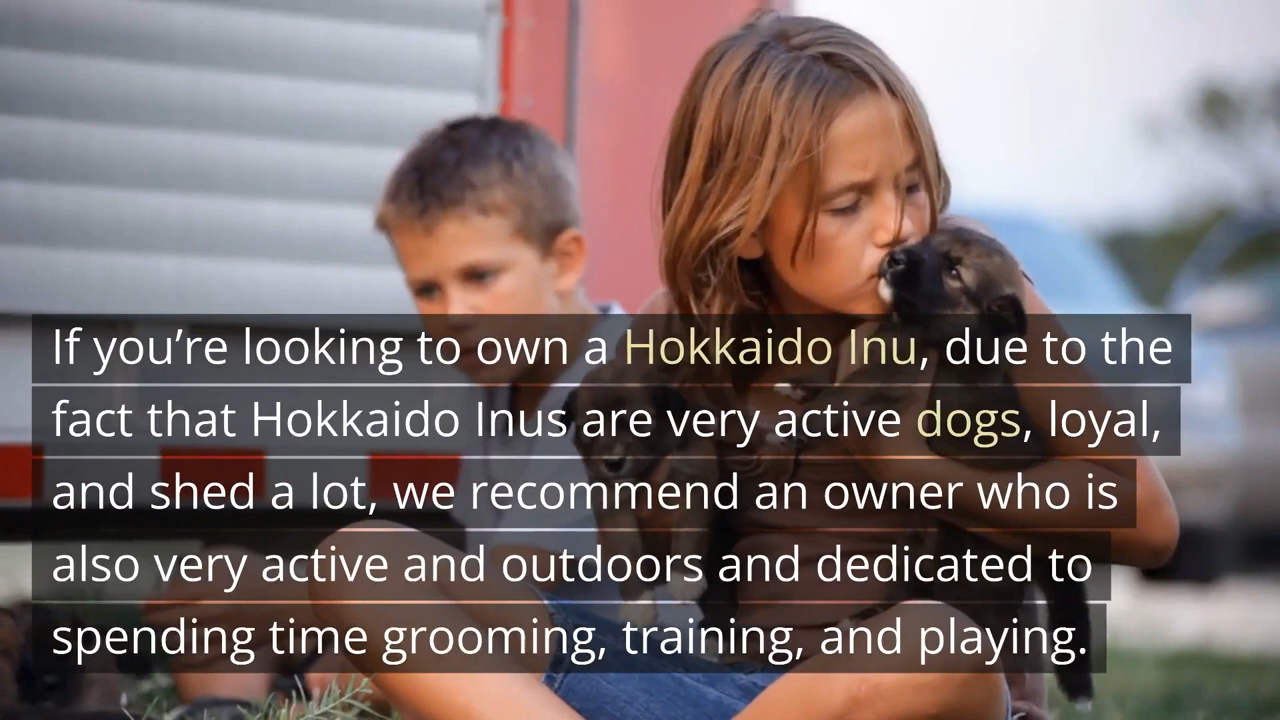 If you’re looking to own a Hokkaido Inu, due to the
fact that Hokkaido Inus are very active dogs, loyal,
and shed a lot, we recommend an owner who is
also very active and outdoors and dedicated to
spending time grooming, training, and playing.